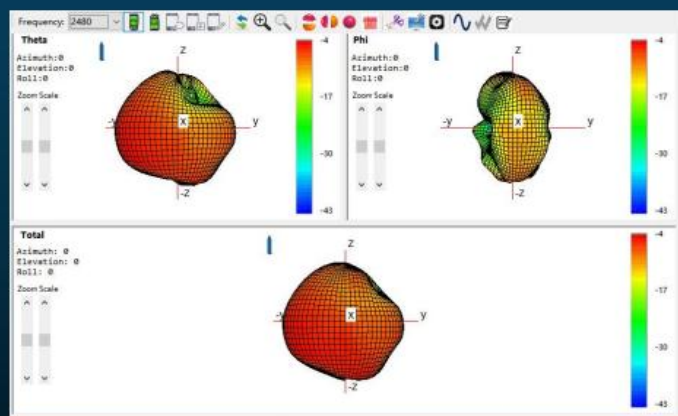 Frequency: 2480
Theta
Azimuth:0
Elevation:0
Roll:0
Zoom Scale
Z
-y
X
y
-Z
-4
-17
-30
-43
Phi
Azimuth:0
Elevation:0
Roll:0
Zoom Scale
Z
-y
X
y
-Z
-4
-17
-30
-43
Total
Azimuth: 0
Elevation: 0
Roll: 0
Zoom Scale
Z
-y
X
y
-Z
-4
-17
-30
-43